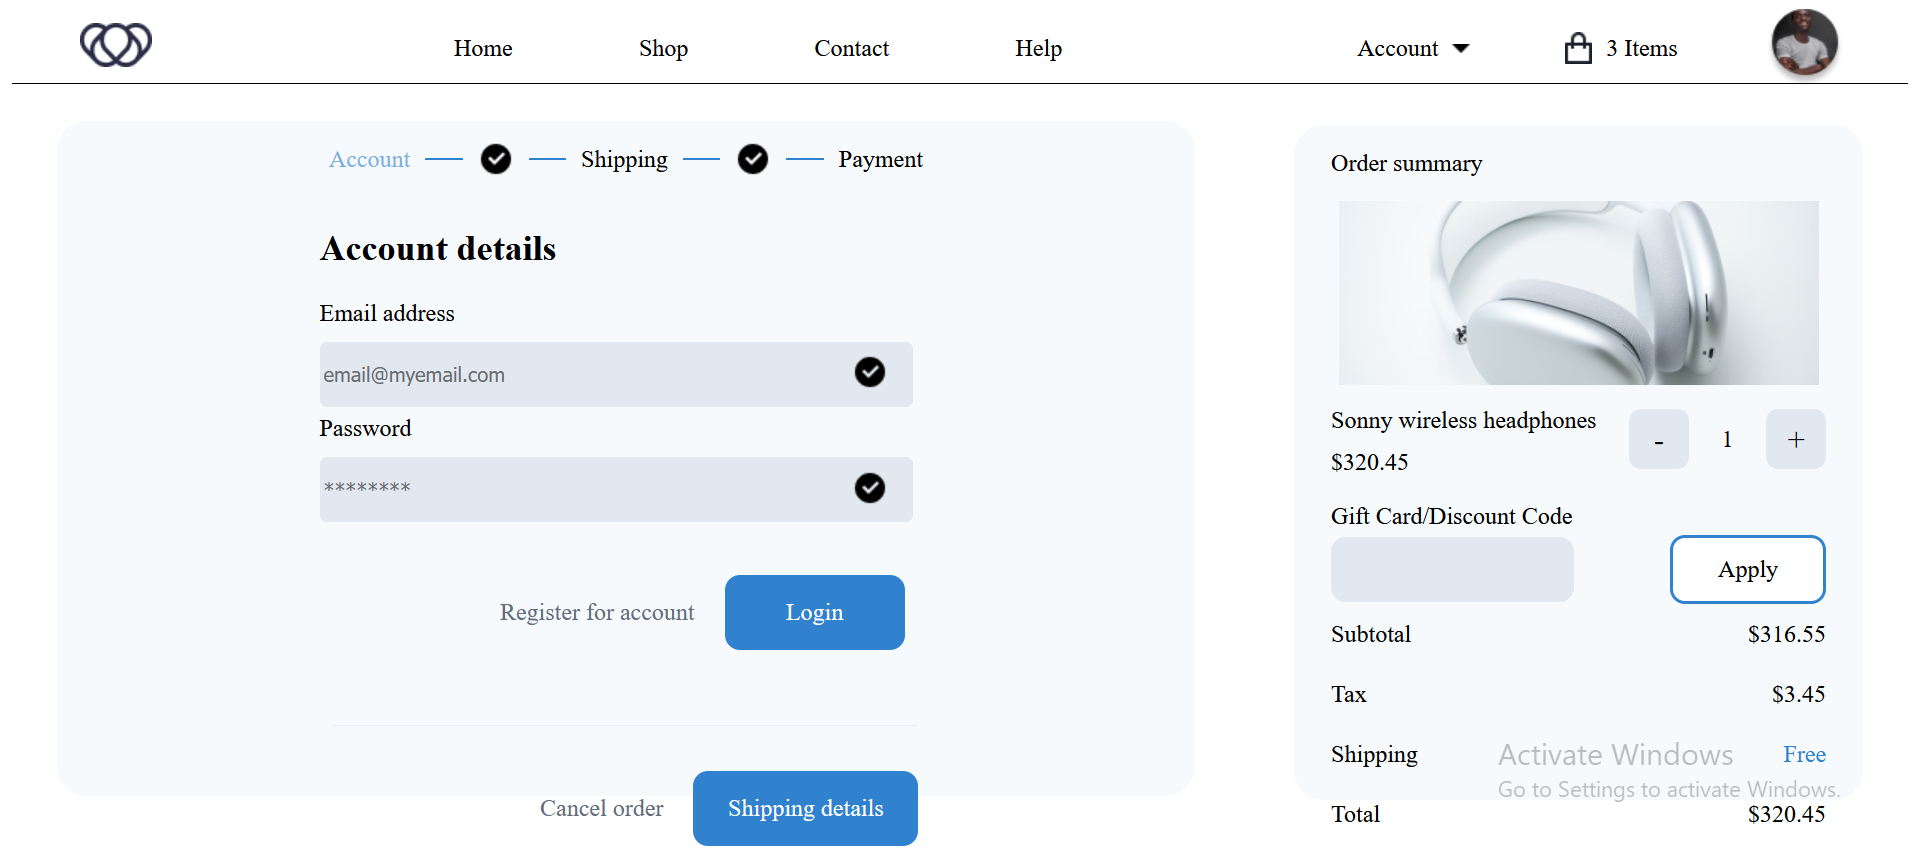 Home Shop Contact Help Account 3 Items
Account Shipping Payment
Account details
Email address
email@myemail.com
Password
********
Register for account Login
Cancel order Shipping details
Order summary
Sonny wireless headphones - 1 +
$320.45
Gift Card/Discount Code
Apply
Subtotal $316.55
Tax $3.45
Shipping Free
Activate Windows
Go to Settings to activate Windows.
Total $320.45